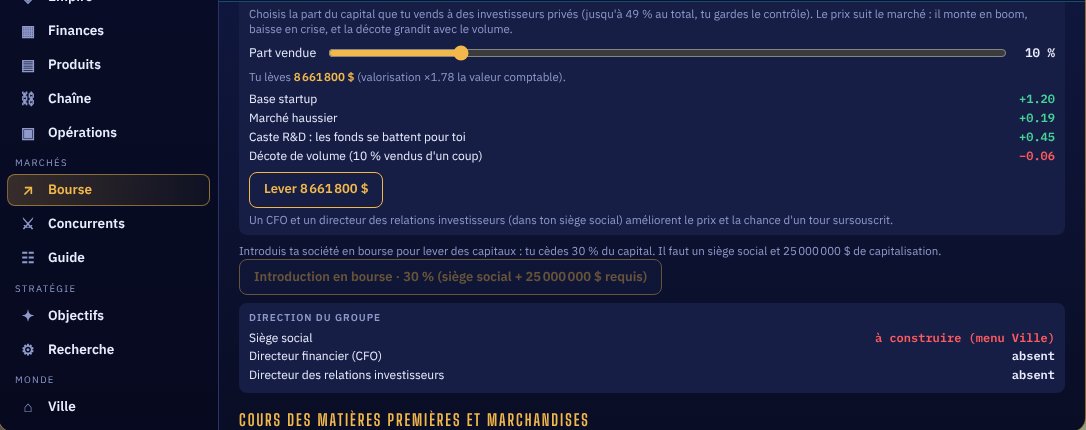 Finances
Produits
Chaîne
Opérations
MARCHÉS
Bourse
Concurrents
Guide
STRATÉGIE
Objectifs
Recherche
MONDE
Ville
Choisis la part du capital que tu vends à des investisseurs privés (jusqu'à 49 % au total, tu gardes le contrôle). Le prix suit le marché : il monte en boom,
baisse en crise, et la décote grandit avec le volume.
Part vendue 10 %
Tu lèves 8 661 800 $ (valorisation ×1.78 la valeur comptable).
Base startup +1.20
Marché haussier +0.19
Caste R&D : les fonds se battent pour toi +0.45
Décote de volume (10 % vendus d'un coup) −0.06
Lever 8 661 800 $
Un CFO et un directeur des relations investisseurs (dans ton siège social) améliorent le prix et la chance d'un tour sursouscrit.
Introduis ta société en bourse pour lever des capitaux : tu cèdes 30 % du capital. Il faut un siège social et 25 000 000 $ de capitalisation.
Introduction en bourse · 30 % (siège social + 25 000 000 $ requis)
DIRECTION DU GROUPE
Siège social à construire (menu Ville)
Directeur financier (CFO) absent
Directeur des relations investisseurs absent
COURS DES MATIÈRES PREMIÈRES ET MARCHANDISES